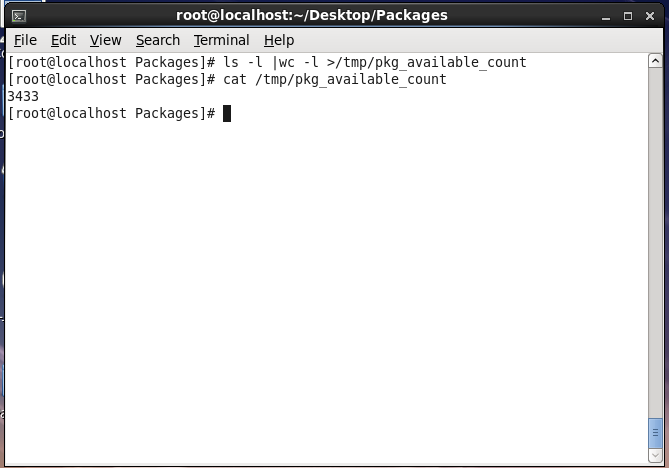 root@localhost:~/Desktop/Packages
File Edit View Search Terminal Help
[root@localhost Packages]# ls -l |wc -l >/tmp/pkg_available_count
[root@localhost Packages]# cat /tmp/pkg_available_count
3433
[root@localhost Packages]#